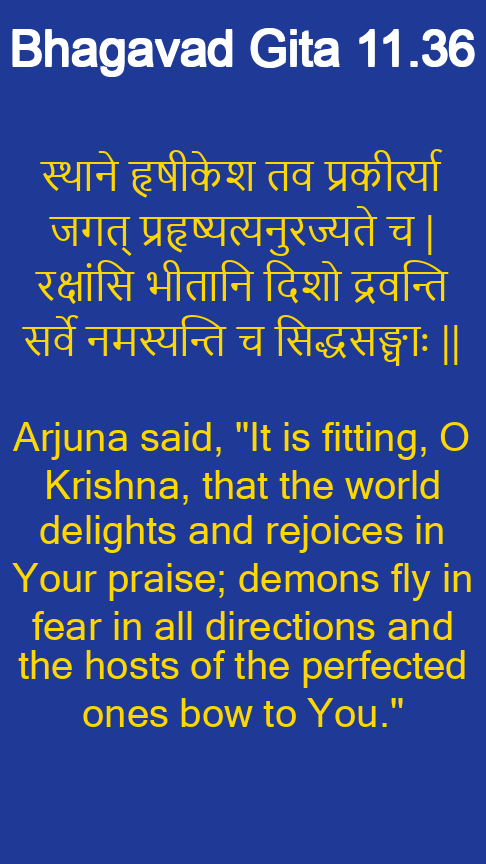 Bhagavad Gita 11.36
स्थाने हृषीकेश तव प्रकीर्त्या
जगत् प्रहृष्यत्यनुरज्यते च |
रक्षांसि भीतानि दिशो द्रवन्ति
सर्वे नमस्यन्ति च सिद्धसङ्घाः ||
Arjuna said, "It is fitting, O
Krishna, that the world
delights and rejoices in
Your praise; demons fly in
fear in all directions and
the hosts of the perfected
ones bow to You."